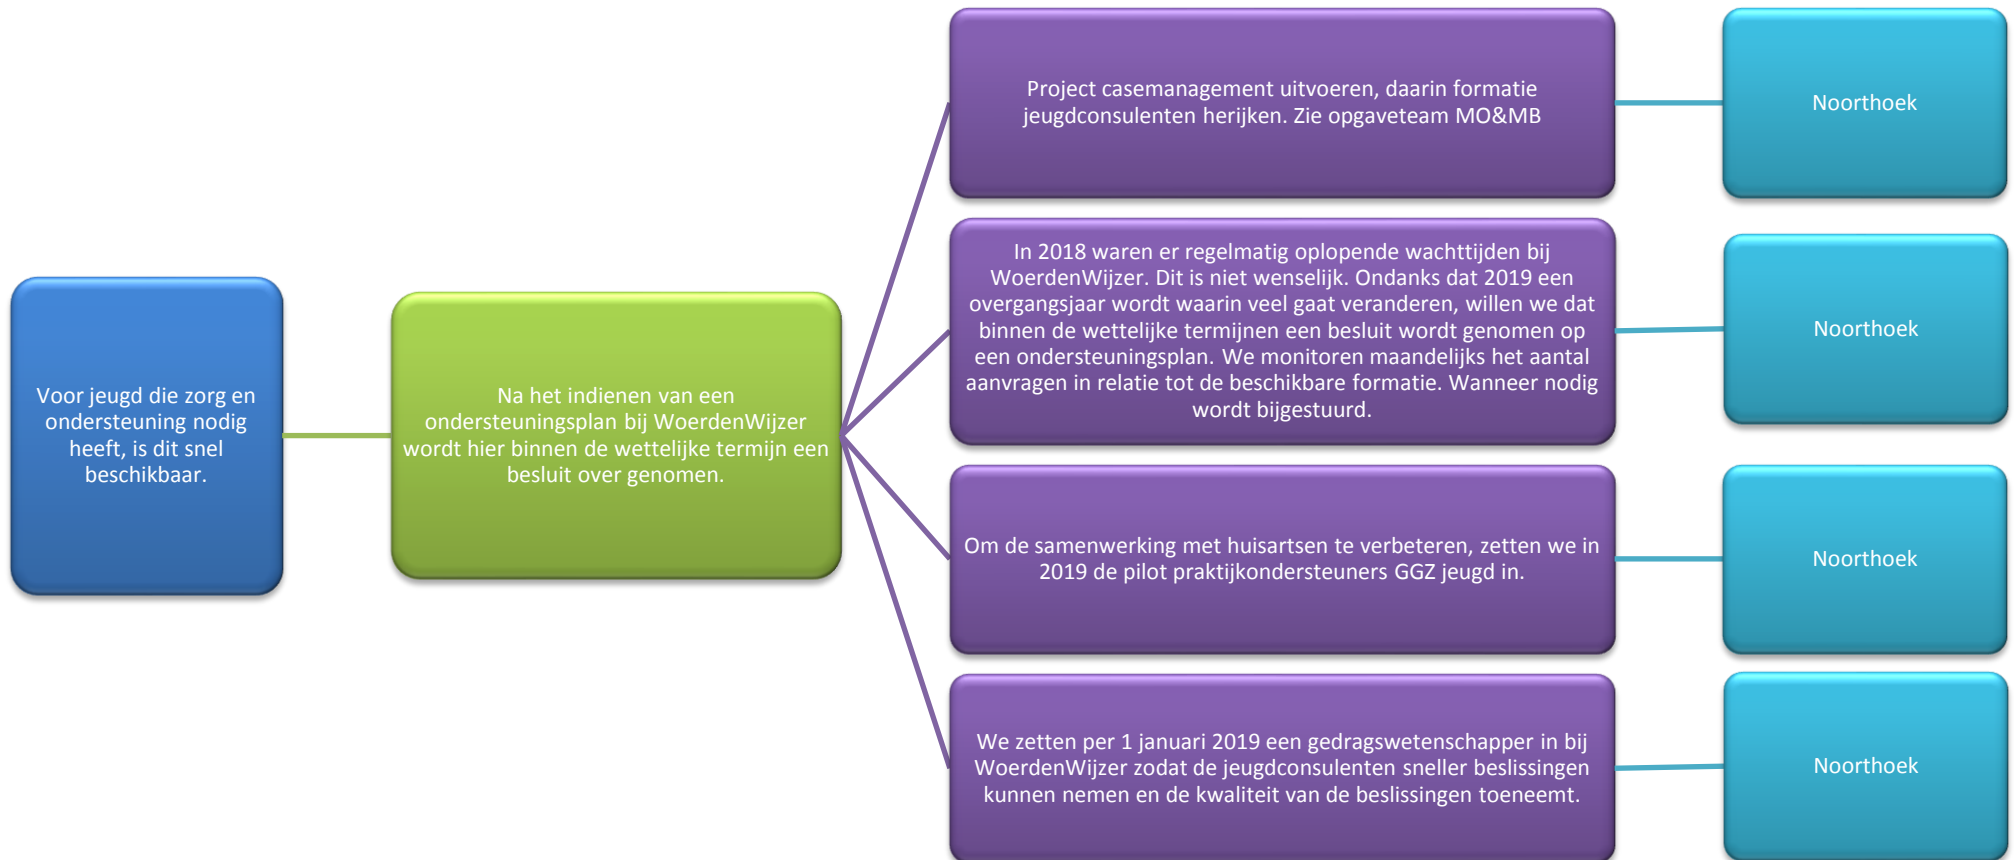 Voor jeugd die zorg en
ondersteuning nodig
heeft, is dit snel
beschikbaar.
Na het indienen van een
ondersteuningsplan bij WoerdenWijzer
wordt hier binnen de wettelijke termijn een
besluit over genomen.
Project casemanagement uitvoeren, daarin formatie
jeugdconsulenten herijken. Zie opgaveteam MO&MB
Noorthoek
In 2018 waren er regelmatig oplopende wachttijden bij
WoerdenWijzer. Dit is niet wenselijk. Ondanks dat 2019 een
overgangsjaar wordt waarin veel gaat veranderen, willen we dat
binnen de wettelijke termijnen een besluit wordt genomen op
een ondersteuningsplan. We monitoren maandelijks het aantal
aanvragen in relatie tot de beschikbare formatie. Wanneer nodig
wordt bijgestuurd.
Noorthoek
Om de samenwerking met huisartsen te verbeteren, zetten we in
2019 de pilot praktijkondersteuners GGZ jeugd in.
Noorthoek
We zetten per 1 januari 2019 een gedragswetenschapper in bij
WoerdenWijzer zodat de jeugdconsulenten sneller beslissingen
kunnen nemen en de kwaliteit van de beslissingen toeneemt.
Noorthoek